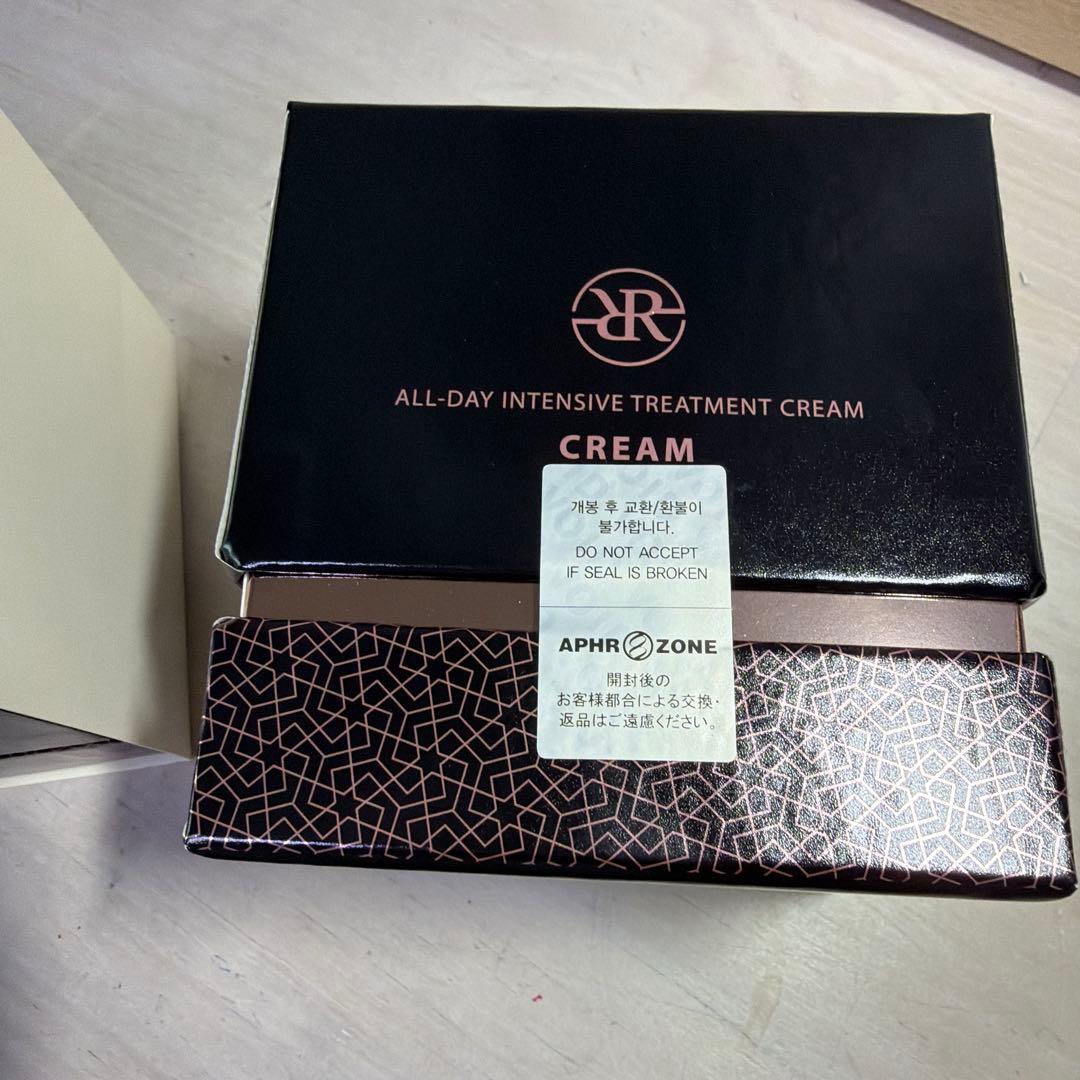 RR
ALL-DAY INTENSIVE TREATMENT CREAM
CREAM
개봉 후 교환/환불이
불가합니다.
DO NOT ACCEPT
IF SEAL IS BROKEN
APHROZONE
開封後の
お客様都合による交換・
返品はご遠慮ください。